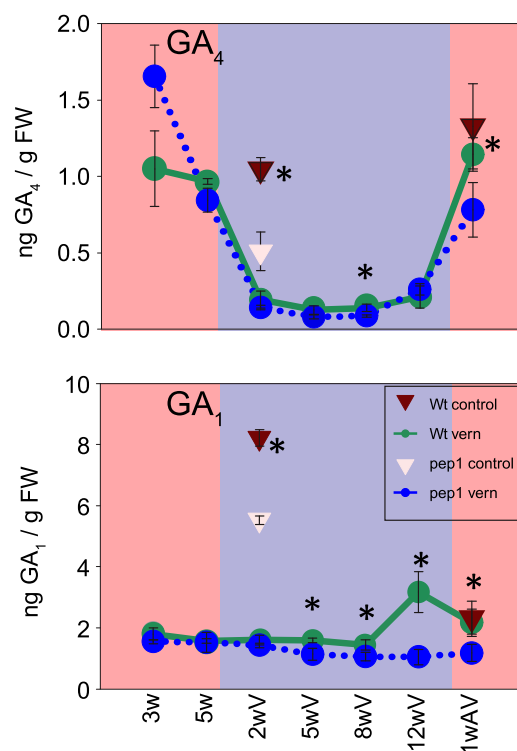 GA4
2.0
1.5
1.0
0.5
0.0
ng GA4 / g FW
*
*
*
GA1
10
8
6
4
2
0
ng GA1 / g FW
Wt control
Wt vern
pep1 control
pep1 vern
*
*
*
*
*
3w
5w
2wV
5wV
8wV
12wV
1wAV